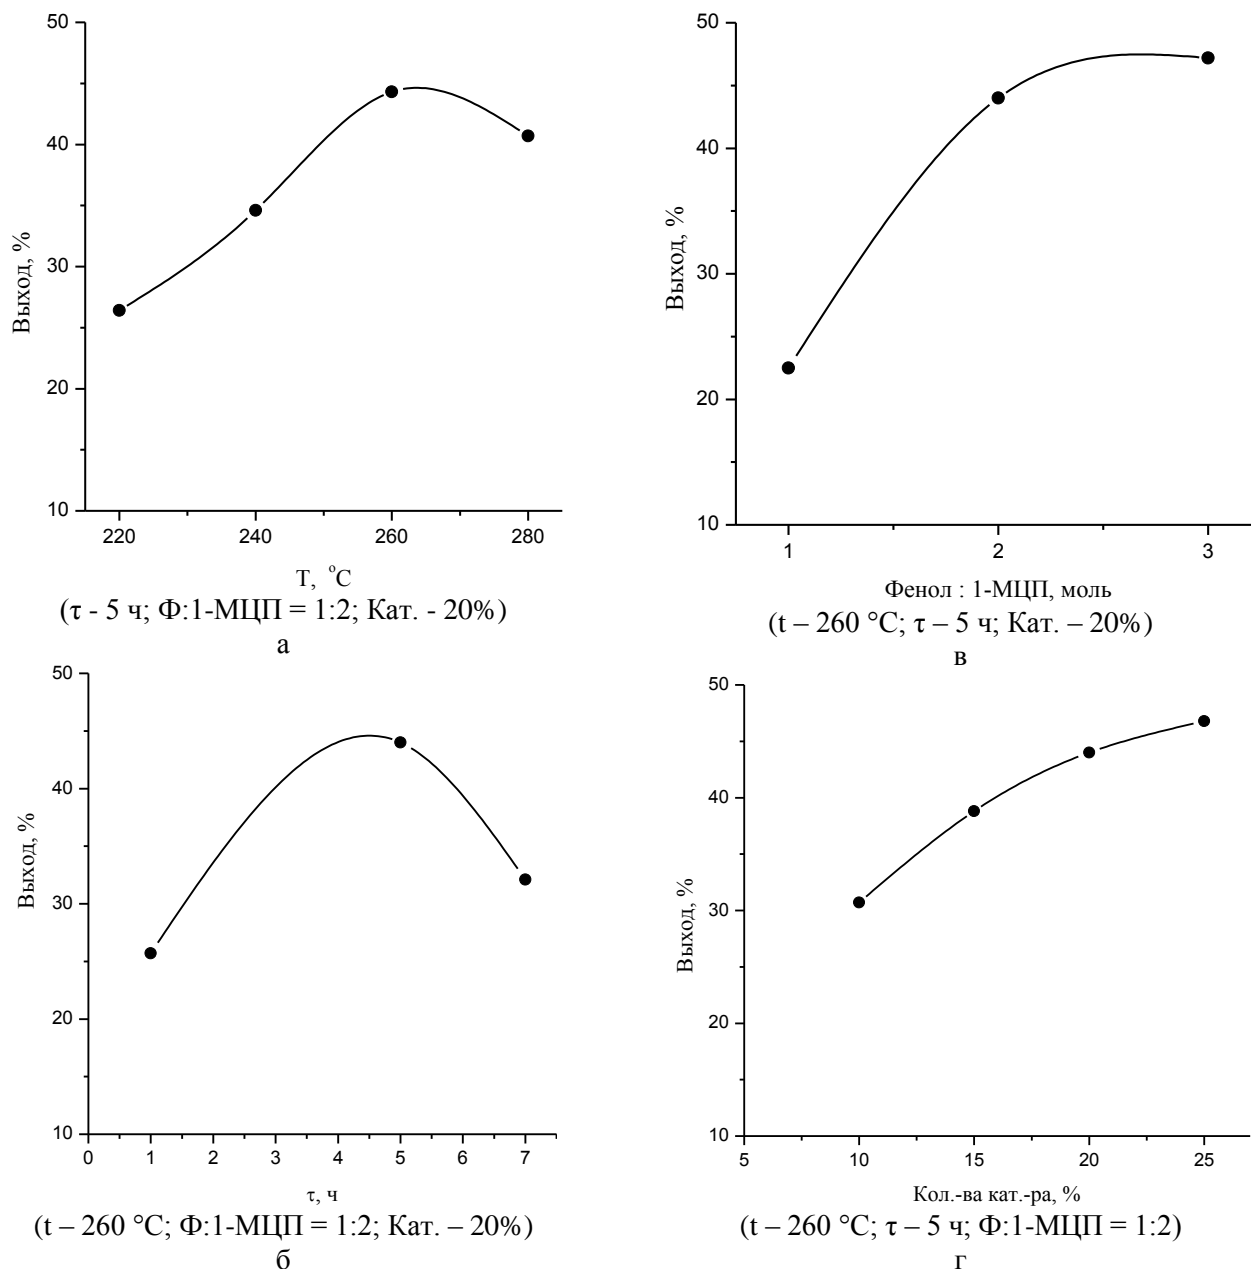 50
40
30
20
10
Выход, %
220
240
260
280
T, °C
(τ - 5 ч; Ф:1-МЦП = 1:2; Кат. - 20%)
а
50
40
30
20
10
Выход, %
1
2
3
Фенол : 1-МЦП, моль
(t – 260 °C; τ – 5 ч; Кат. – 20%)
в
50
40
30
20
10
Выход, %
0
1
2
3
4
5
6
7
τ, ч
(t – 260 °C; Ф:1-МЦП = 1:2; Кат. – 20%)
б
50
40
30
20
10
Выход, %
5
10
15
20
25
Кол.-ва кат.-ра, %
(t – 260 °C; τ – 5 ч; Ф:1-МЦП = 1:2)
г